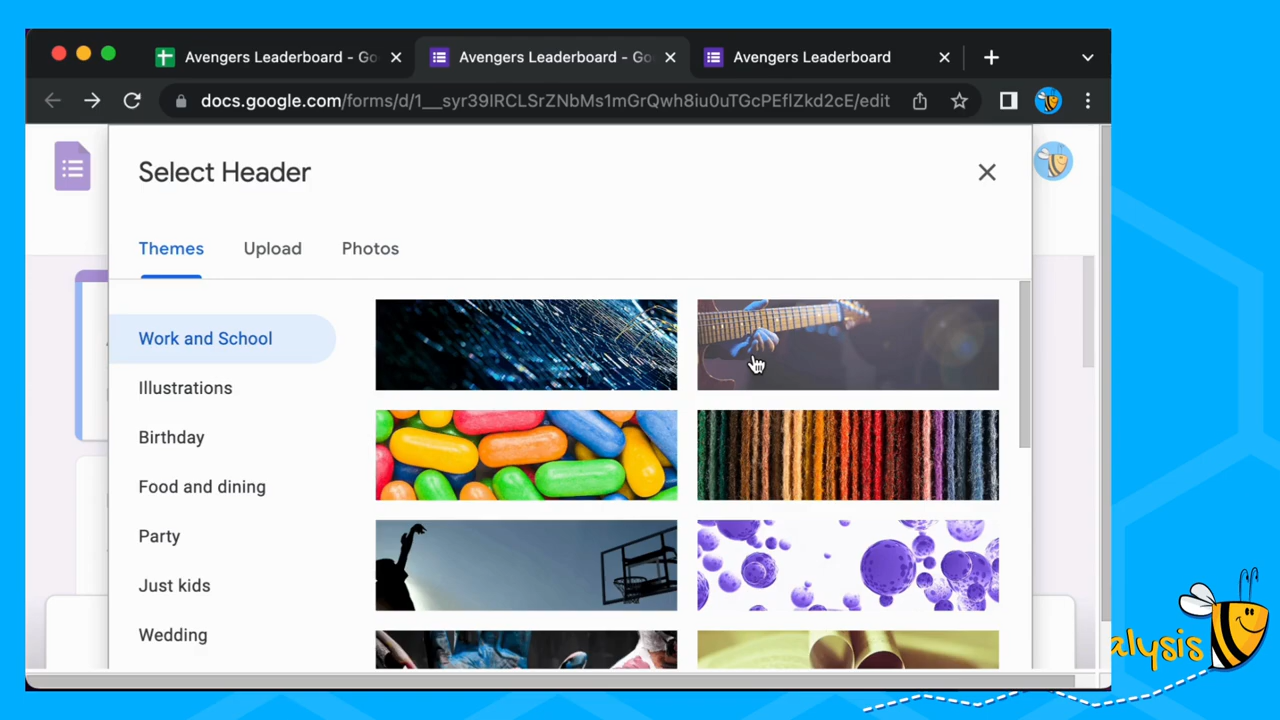 Avengers Leaderboard - Go
Avengers Leaderboard - Go
Avengers Leaderboard
docs.google.com/forms/d/1__syr39IRCLSrZNbMs1mGrQwh8iu0uTGcPEfIZkd2cE/edit
Select Header
Themes
Upload
Photos
Work and School
Illustrations
Birthday
Food and dining
Party
Just kids
Wedding
alysis